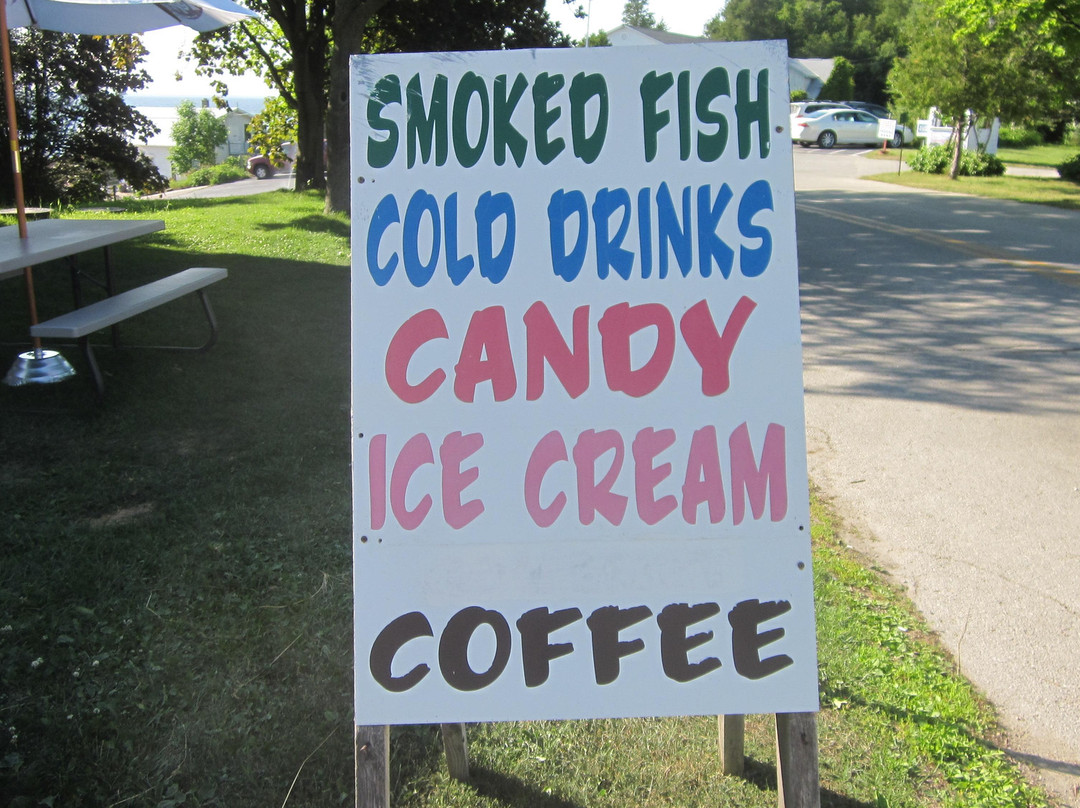 SMOKED FISH
COLD DRINKS
CANDY
ICE CREAM
COFFEE